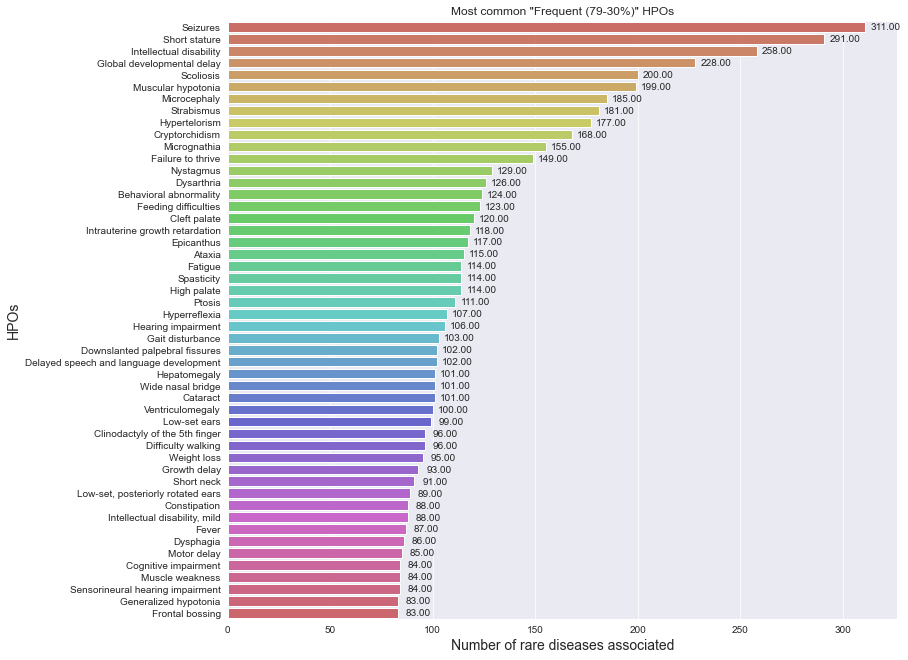 Most common "Frequent (79-30%)" HPOs
HPOs
Seizures 311.00
Short stature 291.00
Intellectual disability 258.00
Global developmental delay 228.00
Scoliosis 200.00
Muscular hypotonia 199.00
Microcephaly 185.00
Strabismus 181.00
Hypertelorism 177.00
Cryptorchidism 168.00
Micrognathia 155.00
Failure to thrive 149.00
Nystagmus 129.00
Dysarthria 126.00
Behavioral abnormality 124.00
Feeding difficulties 123.00
Cleft palate 120.00
Intrauterine growth retardation 118.00
Epicanthus 117.00
Ataxia 115.00
Fatigue 114.00
Spasticity 114.00
High palate 114.00
Ptosis 111.00
Hyperreflexia 107.00
Hearing impairment 106.00
Gait disturbance 103.00
Downslanted palpebral fissures 102.00
Delayed speech and language development 102.00
Hepatomegaly 101.00
Wide nasal bridge 101.00
Cataract 101.00
Ventriculomegaly 100.00
Low-set ears 99.00
Clinodactyly of the 5th finger 96.00
Difficulty walking 96.00
Weight loss 95.00
Growth delay 93.00
Short neck 91.00
Low-set, posteriorly rotated ears 89.00
Constipation 88.00
Intellectual disability, mild 88.00
Fever 87.00
Dysphagia 86.00
Motor delay 85.00
Cognitive impairment 84.00
Muscle weakness 84.00
Sensorineural hearing impairment 84.00
Generalized hypotonia 83.00
Frontal bossing 83.00
0 50 100 150 200 250 300
Number of rare diseases associated